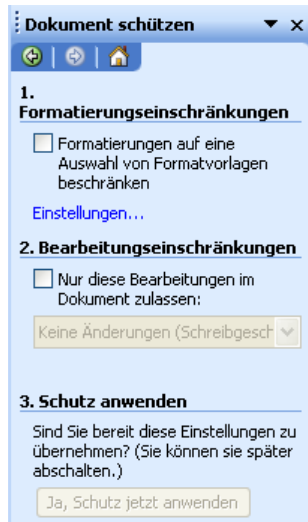 Dokument schützen
1.
Formatierungseinschränkungen
Formatierungen auf eine
Auswahl von Formatvorlagen
beschränken
Einstellungen...
2. Bearbeitungseinschränkungen
Nur diese Bearbeitungen im
Dokument zulassen:
Keine Änderungen (Schreibgesch
3. Schutz anwenden
Sind Sie bereit diese Einstellungen zu
übernehmen? (Sie können sie später
abschalten.)
Ja, Schutz jetzt anwenden